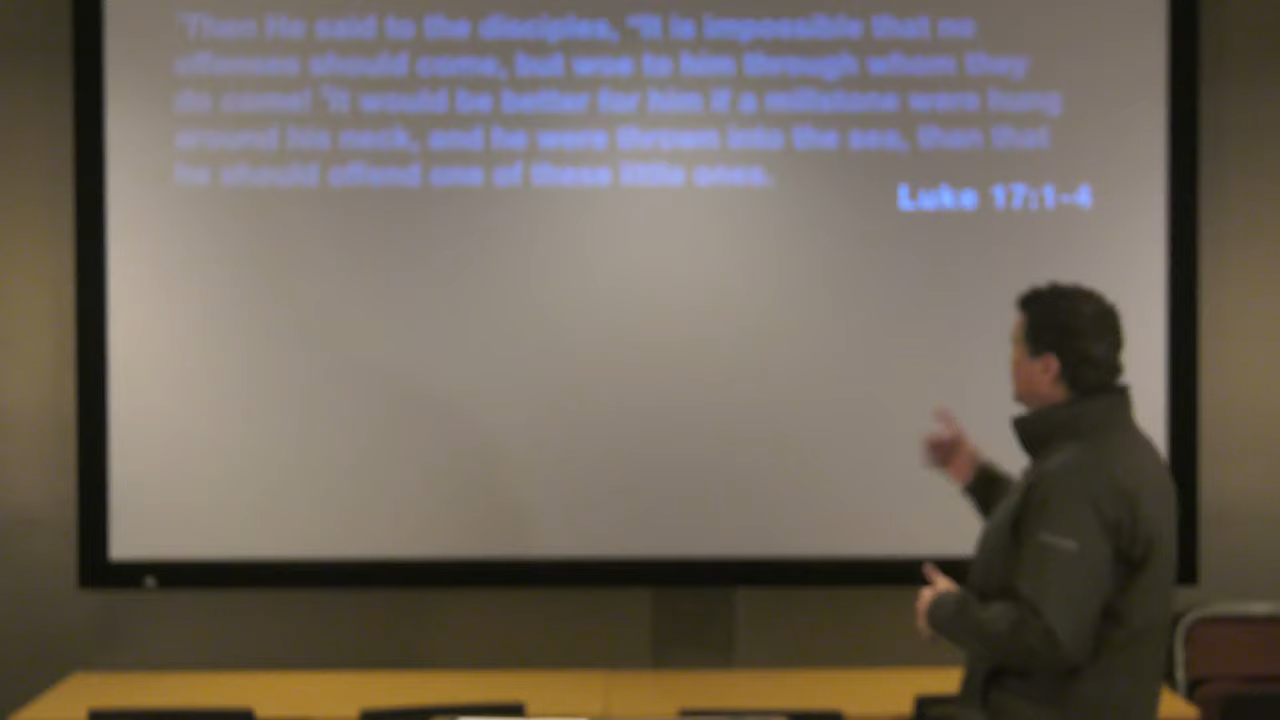 ¹Then He said to the disciples, "It is impossible that no
offenses should come, but woe to him through whom they
do come! ²It would be better for him if a millstone were hung
around his neck, and he were thrown into the sea, than that
he should offend one of these little ones.
Luke 17:1-4